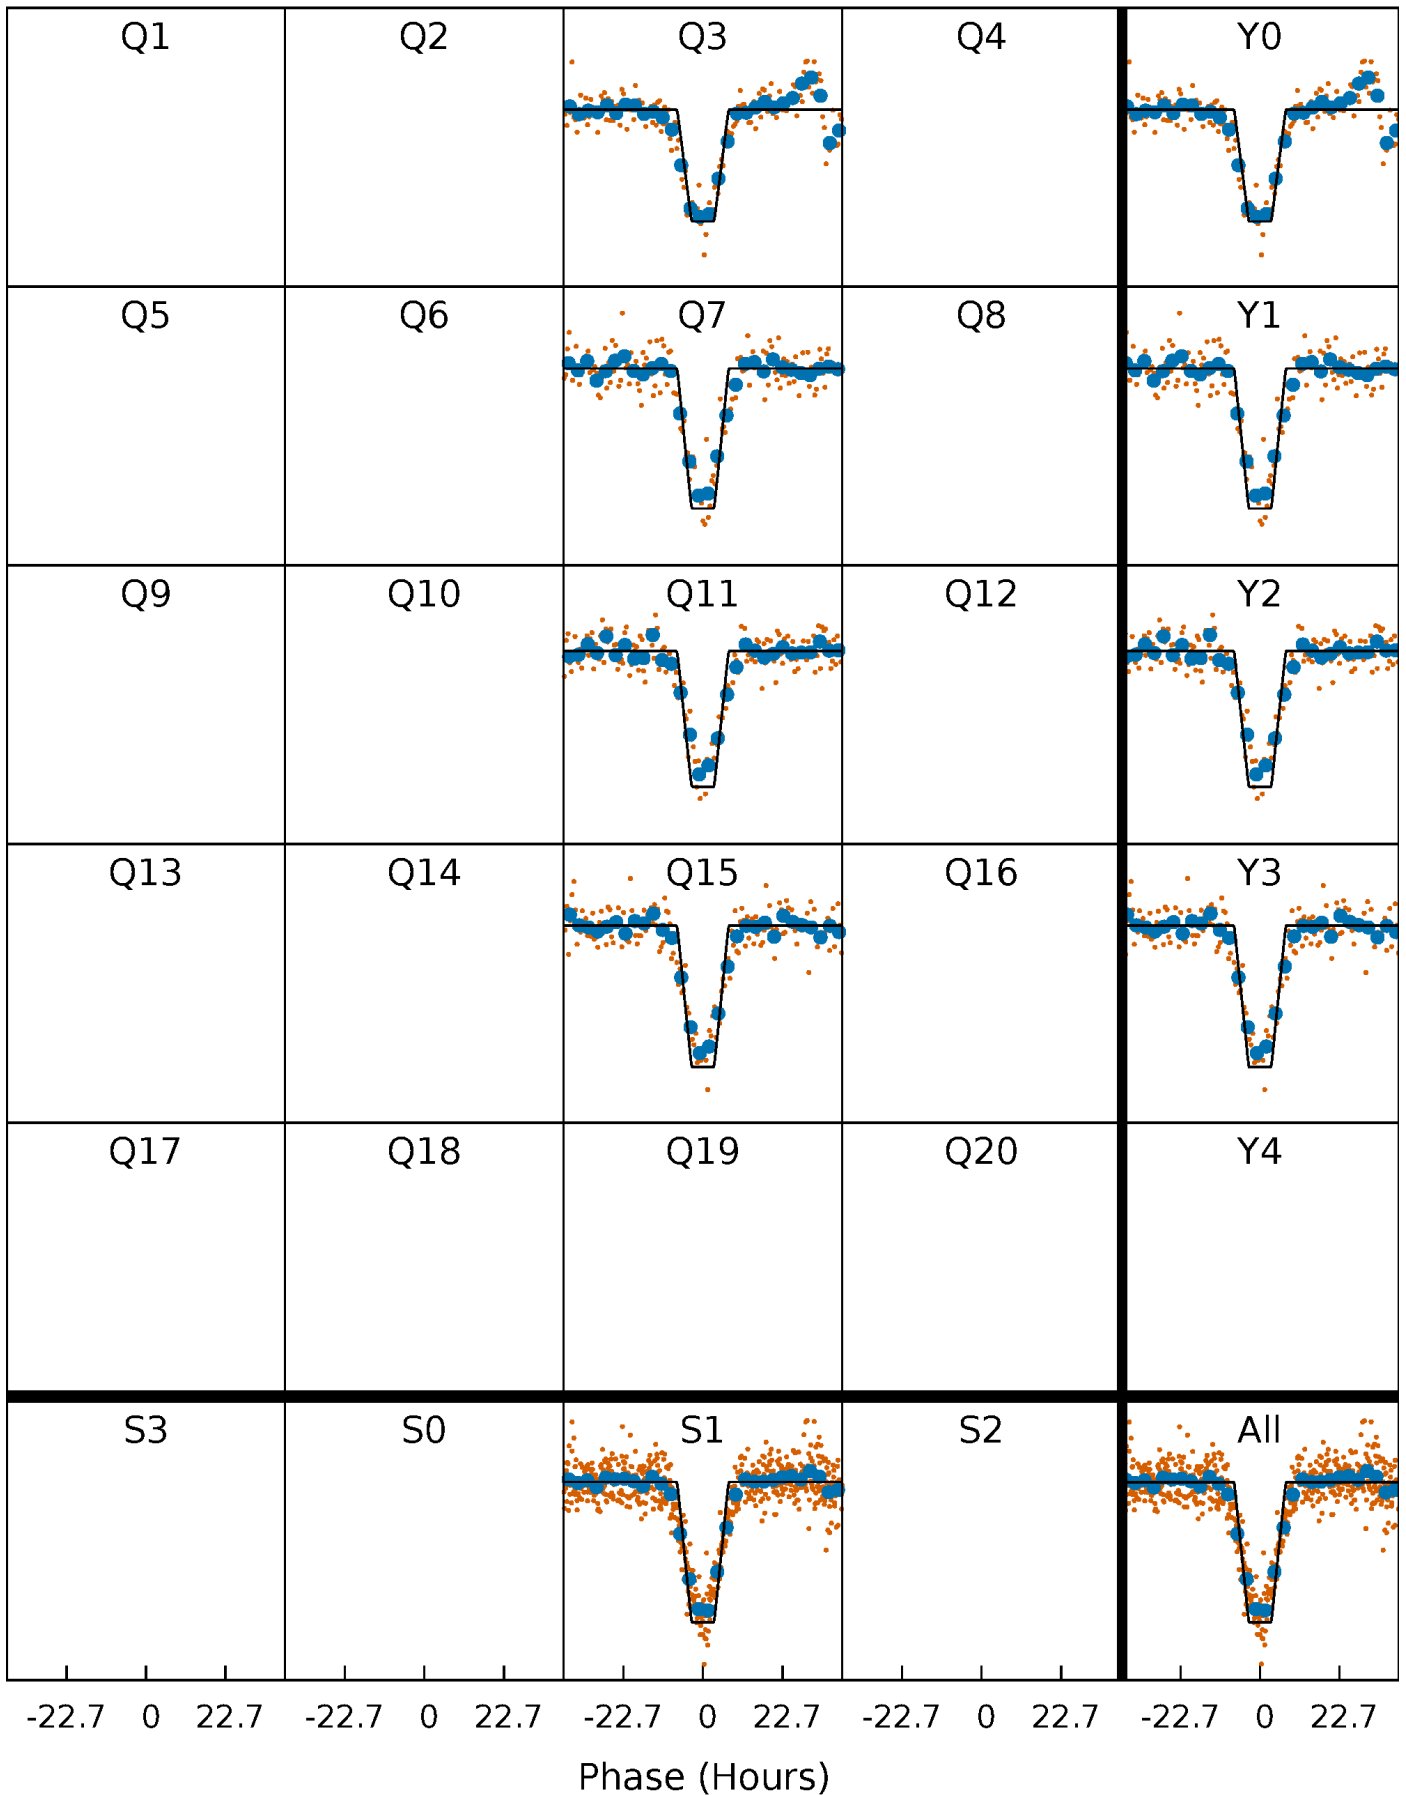 Q1 Q2 Q3 Q4 Y0
Q5 Q6 Q7 Q8 Y1
Q9 Q10 Q11 Q12 Y2
Q13 Q14 Q15 Q16 Y3
Q17 Q18 Q19 Q20 Y4
S3 S0 S1 S2 All
-22.7 0 22.7 -22.7 0 22.7 -22.7 0 22.7 -22.7 0 22.7 -22.7 0 22.7
Phase (Hours)